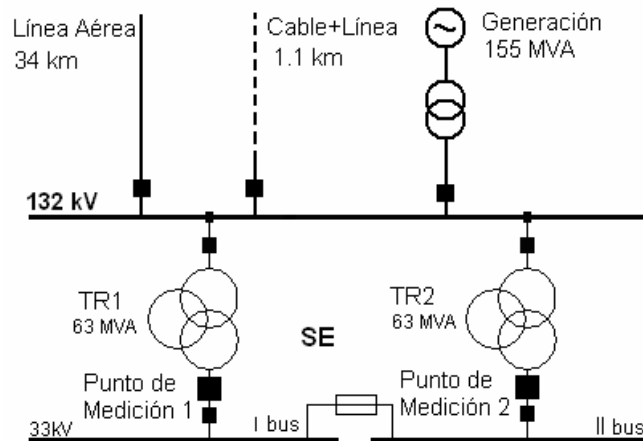 Línea Aérea
34 km
Cable+Línea
1.1 km
Generación
155 MVA
132 kV
TR1
63 MVA
SE
TR2
63 MVA
Punto de
Medición 1
Punto de
Medición 2
33kV
I bus
II bus